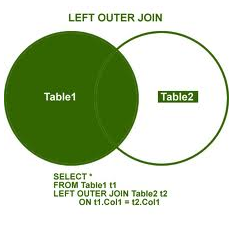 LEFT OUTER JOIN
Table1
Table2
SELECT *
FROM Table1 t1
LEFT OUTER JOIN Table2 t2
ON t1.Col1 = t2.Col1